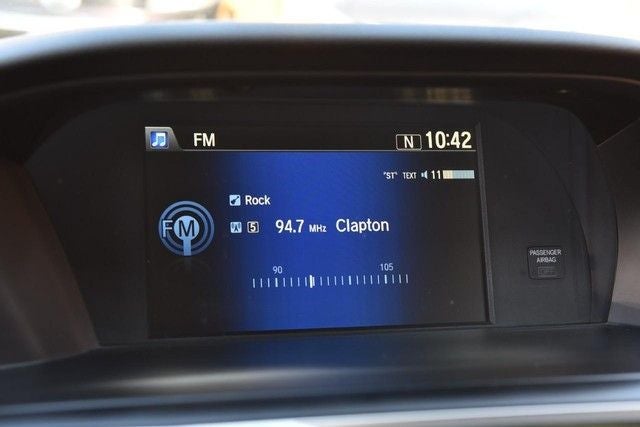 FM N 10:42
"ST" TEXT 11
Rock
FM 5 94.7 MHz Clapton
90 105
PASSENGER
AIRBAG